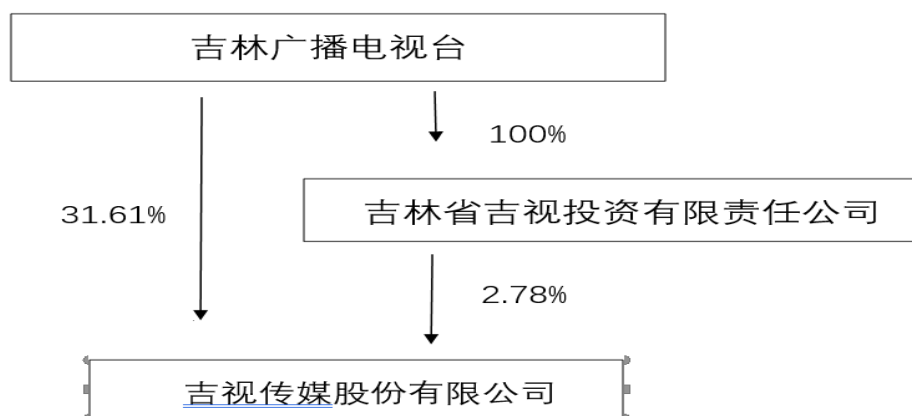 吉林广播电视台
100%
31.61%
吉林省吉视投资有限责任公司
2.78%
吉视传媒股份有限公司